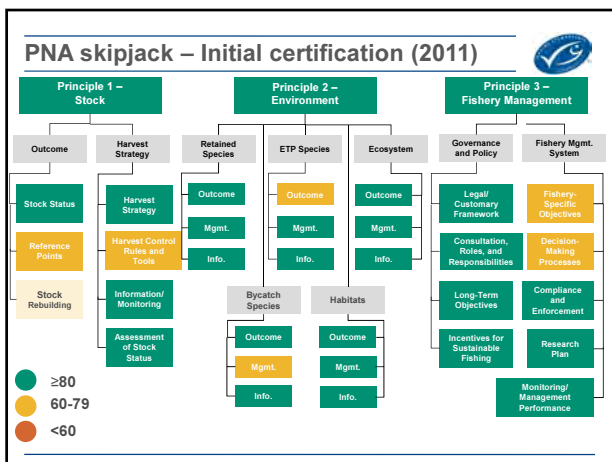 PNA skipjack – Initial certification (2011)
Principle 1 –
Stock
Principle 2 –
Environment
Principle 3 –
Fishery Management
Outcome
Harvest
Strategy
Retained
Species
ETP Species
Ecosystem
Governance
and Policy
Fishery Mgmt.
System
Stock Status
Reference
Points
Stock
Rebuilding
Harvest
Strategy
Harvest Control
Rules and
Tools
Information/
Monitoring
Assessment
of Stock
Status
Outcome
Mgmt.
Info.
Outcome
Mgmt.
Info.
Outcome
Mgmt.
Info.
Bycatch
Species
Habitats
Outcome
Mgmt.
Info.
Outcome
Mgmt.
Info.
Legal/
Customary
Framework
Consultation,
Roles, and
Responsibilities
Long-Term
Objectives
Incentives for
Sustainable
Fishing
Fishery-
Specific
Objectives
Decision-
Making
Processes
Compliance
and
Enforcement
Research
Plan
Monitoring/
Management
Performance
≥80
60-79
<60